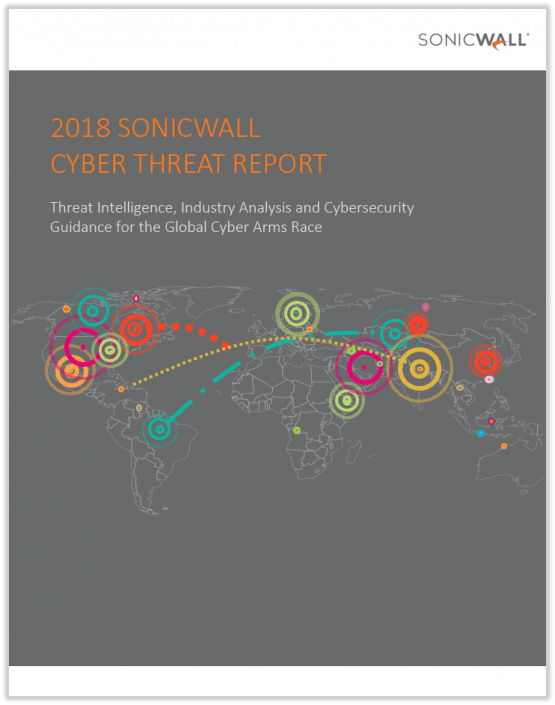 SONICWALL
2018 SONICWALL
CYBER THREAT REPORT
Threat Intelligence, Industry Analysis and Cybersecurity
Guidance for the Global Cyber Arms Race